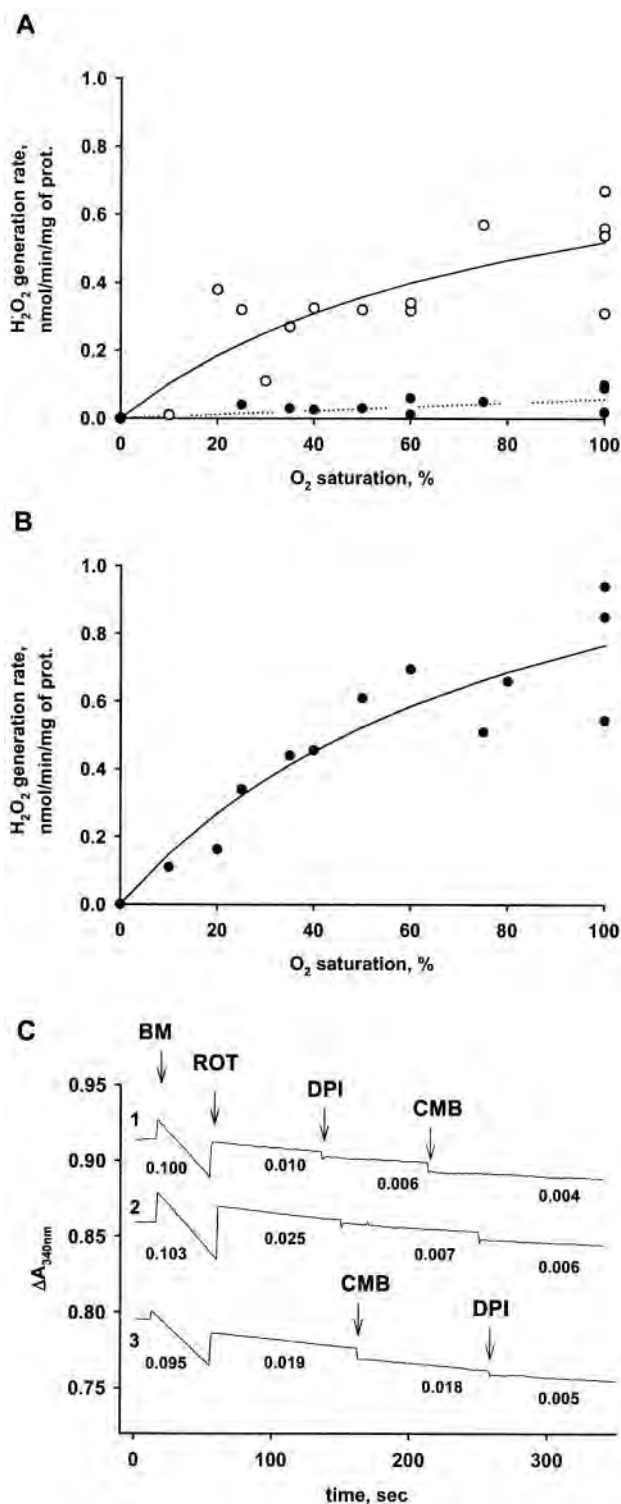 A
H₂O₂ generation rate,
nmol/min/mg of prot.
1.0
0.8
0.6
0.4
0.2
0.0
0 20 40 60 80 100
O₂ saturation, %
B
H₂O₂ generation rate,
nmol/min/mg of prot.
1.0
0.8
0.6
0.4
0.2
0.0
0 20 40 60 80 100
O₂ saturation, %
C
BM
ROT
DPI
CMB
ΔA₃₄₀ₙₘ
0.95
0.90
0.85
0.80
0.75
1
0.100 0.010 0.006 0.004
2
0.103 0.025 0.007 0.006
CMB
DPI
3
0.095 0.019 0.018 0.005
0 100 200 300
time, sec